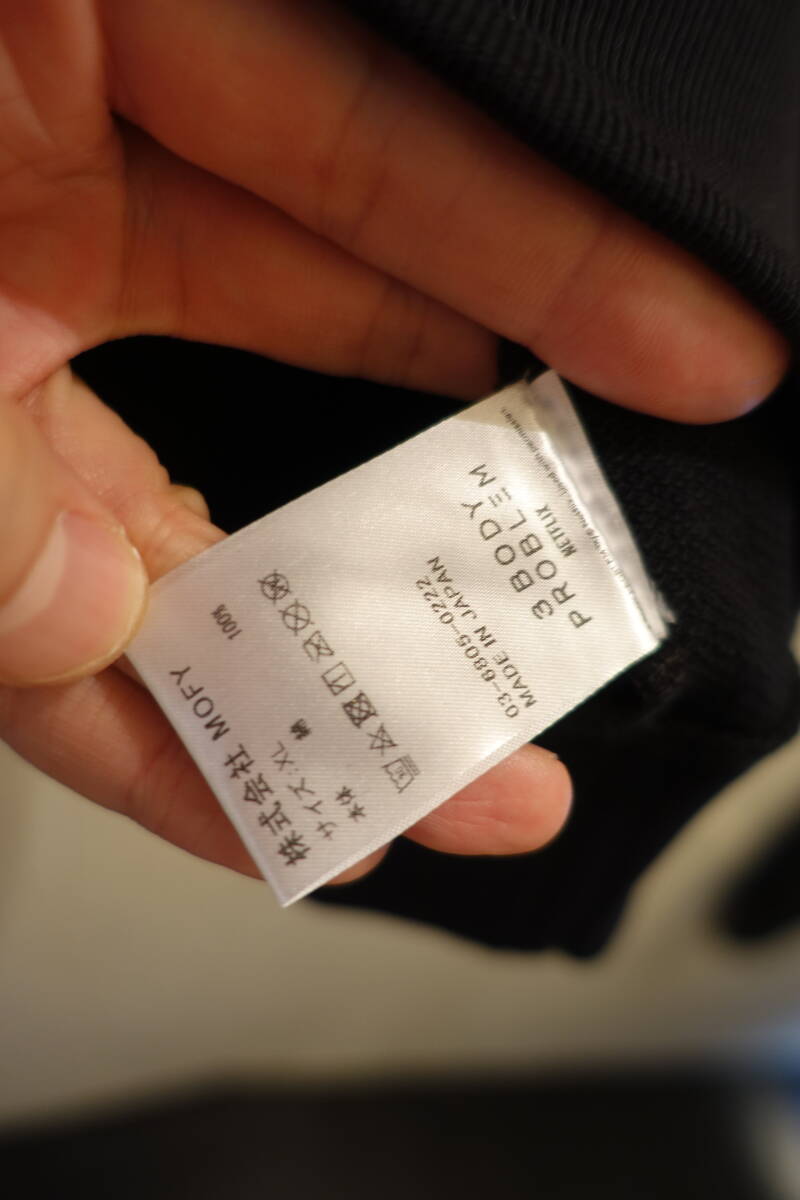 3 BODY
PROBLEM
NETFLIX
03-6805-0222
MADE IN JAPAN
本体 綿 100%
サイズ:XL
株式会社 MOFY